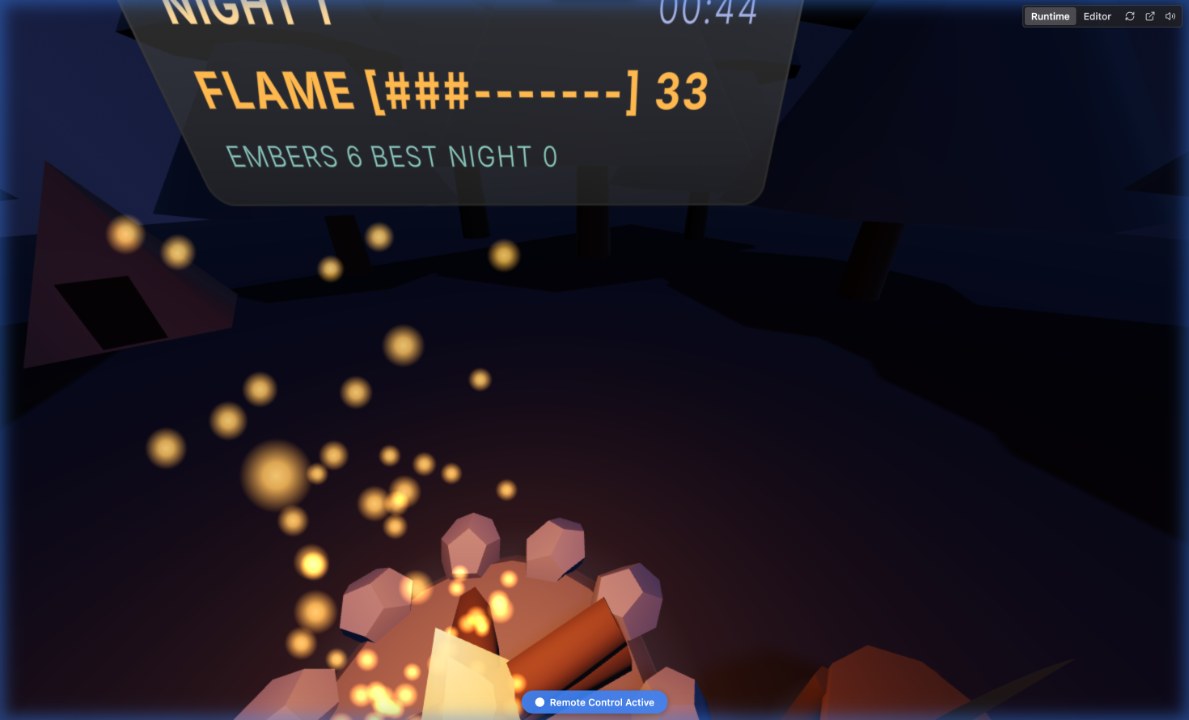 Runtime Editor
NIGHT 1 00:44
FLAME [###-------] 33
EMBERS 6 BEST NIGHT 0
Remote Control Active